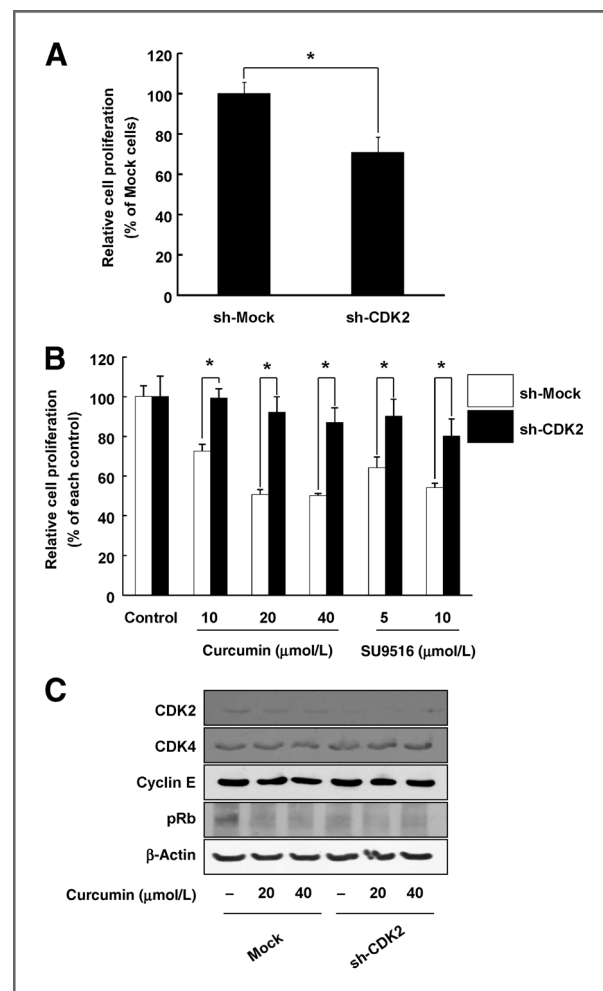 A
Relative cell proliferation
(% of Mock cells)
120
100
80
60
40
20
0
*
sh-Mock
sh-CDK2
B
Relative cell proliferation
(% of each control)
120
100
80
60
40
20
0
* * * * *
sh-Mock
sh-CDK2
Control 10 20 40 5 10
Curcumin (μmol/L) SU9516 (μmol/L)
C
CDK2
CDK4
Cyclin E
pRb
β-Actin
Curcumin (μmol/L) – 20 40 – 20 40
Mock sh-CDK2